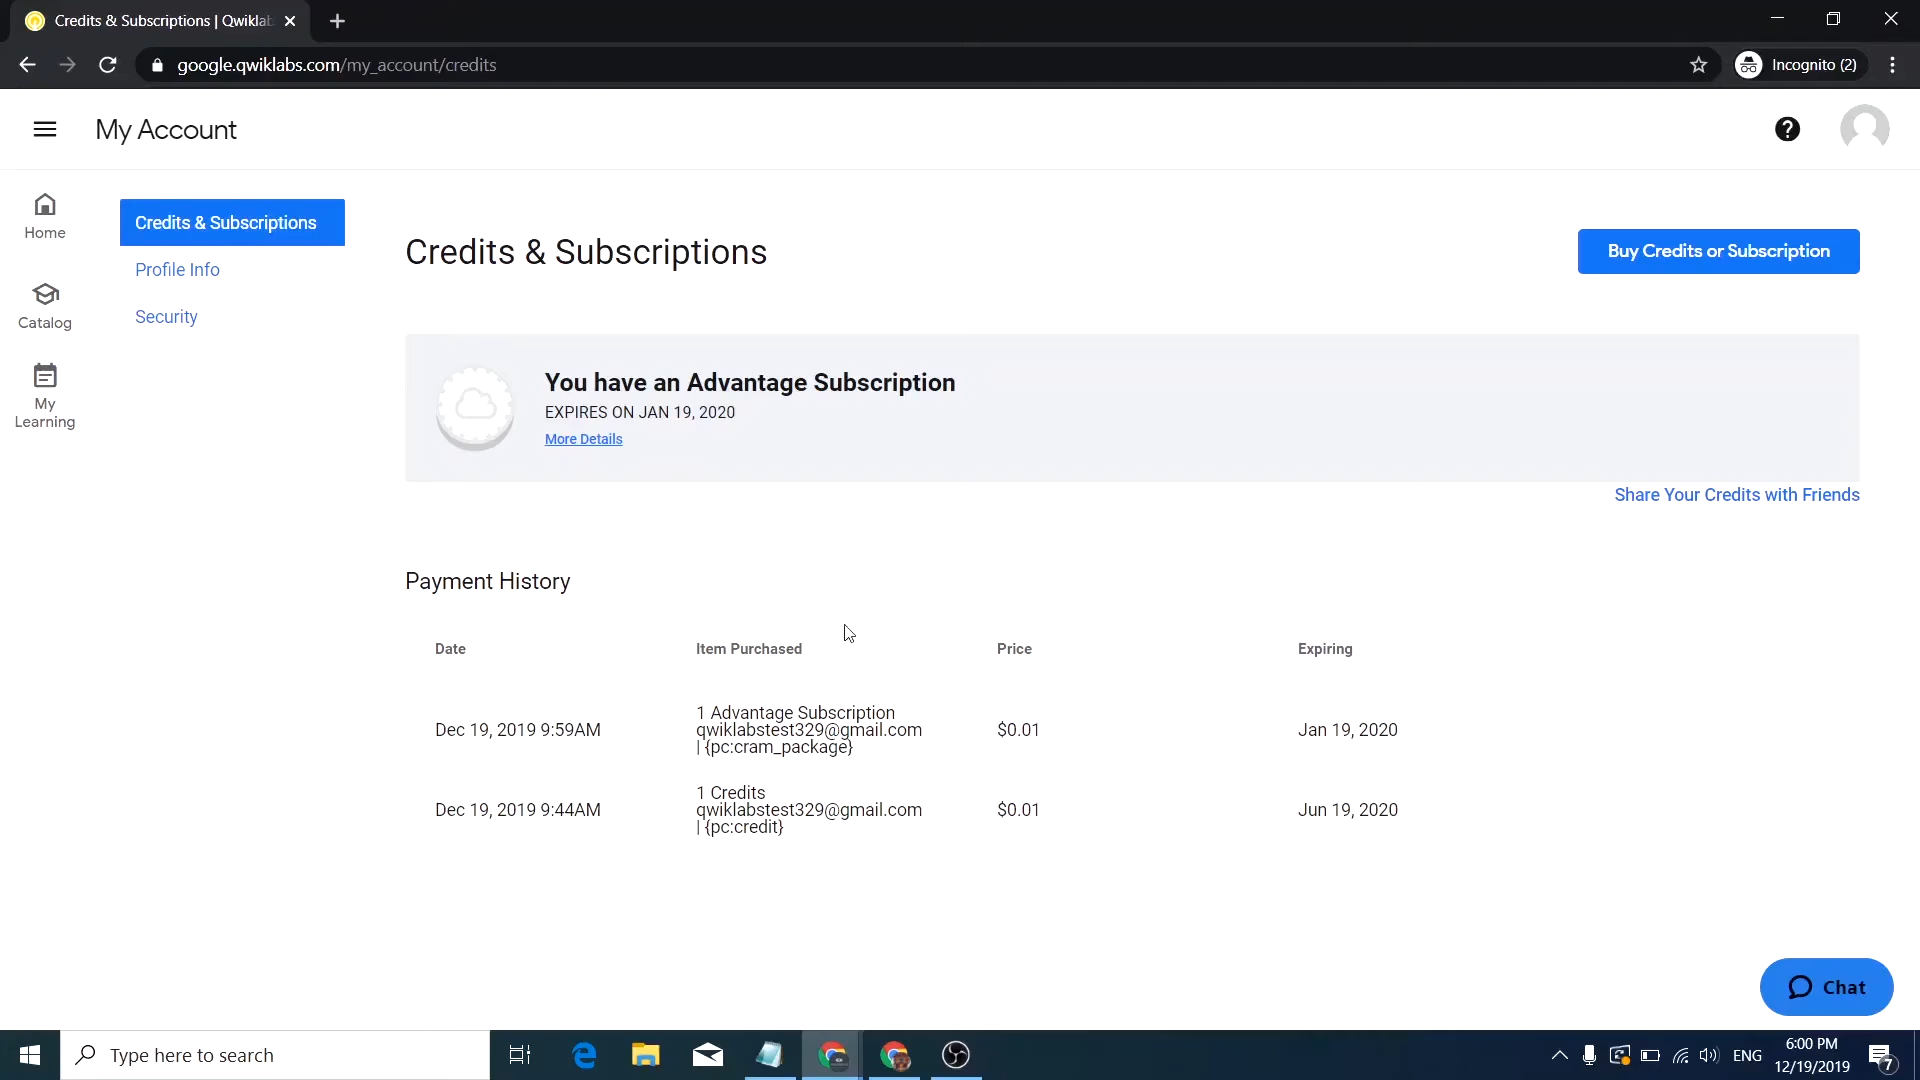 Credits & Subscriptions | Qwiklab
google.qwiklabs.com/my_account/credits
Incognito (2)
My Account
Home
Catalog
My
Learning
Credits & Subscriptions
Profile Info
Security
Credits & Subscriptions
Buy Credits or Subscription
You have an Advantage Subscription
EXPIRES ON JAN 19, 2020
More Details
Share Your Credits with Friends
Payment History
Date Item Purchased Price Expiring
1 Advantage Subscription
Dec 19, 2019 9:59AM qwiklabstest329@gmail.com $0.01 Jan 19, 2020
| {pc:cram_package}
1 Credits
Dec 19, 2019 9:44AM qwiklabstest329@gmail.com $0.01 Jun 19, 2020
| {pc:credit}
Chat
Type here to search
ENG
6:00 PM
12/19/2019
7